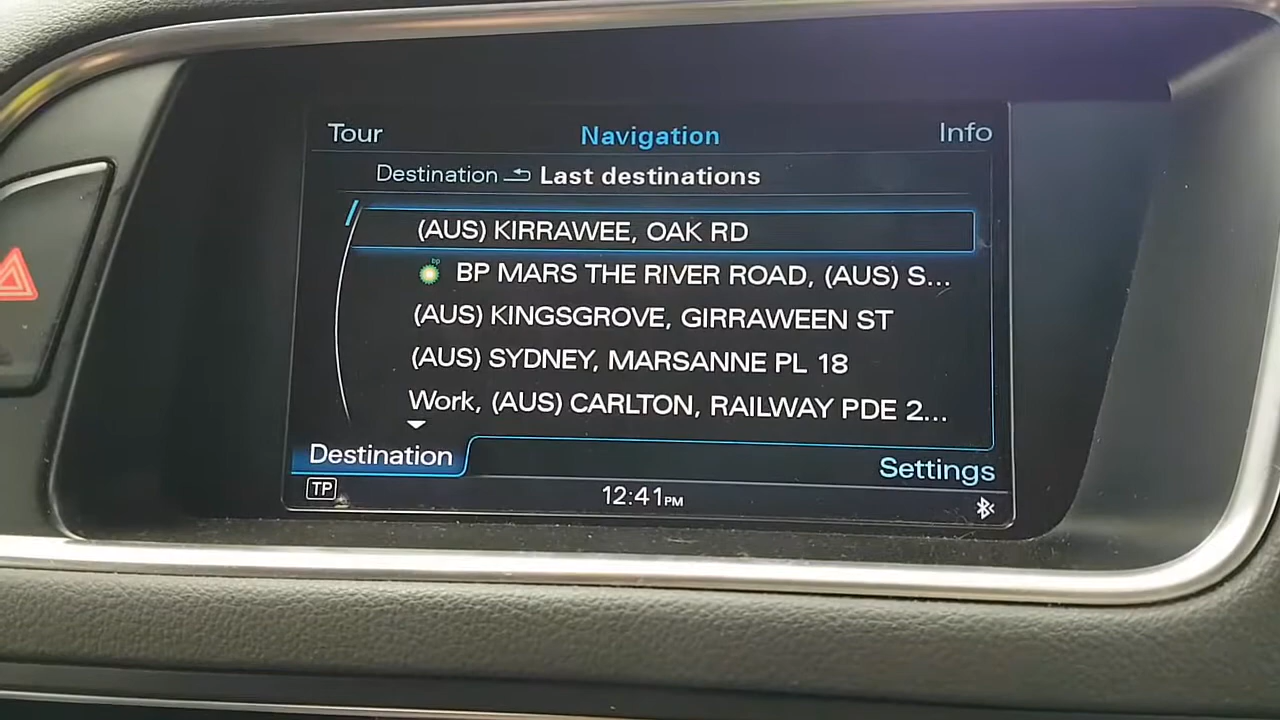 Tour Navigation Info
Destination Last destinations
(AUS) KIRRAWEE, OAK RD
bp BP MARS THE RIVER ROAD, (AUS) S...
(AUS) KINGSGROVE, GIRRAWEEN ST
(AUS) SYDNEY, MARSANNE PL 18
Work, (AUS) CARLTON, RAILWAY PDE 2...
Destination Settings
TP 12:41PM